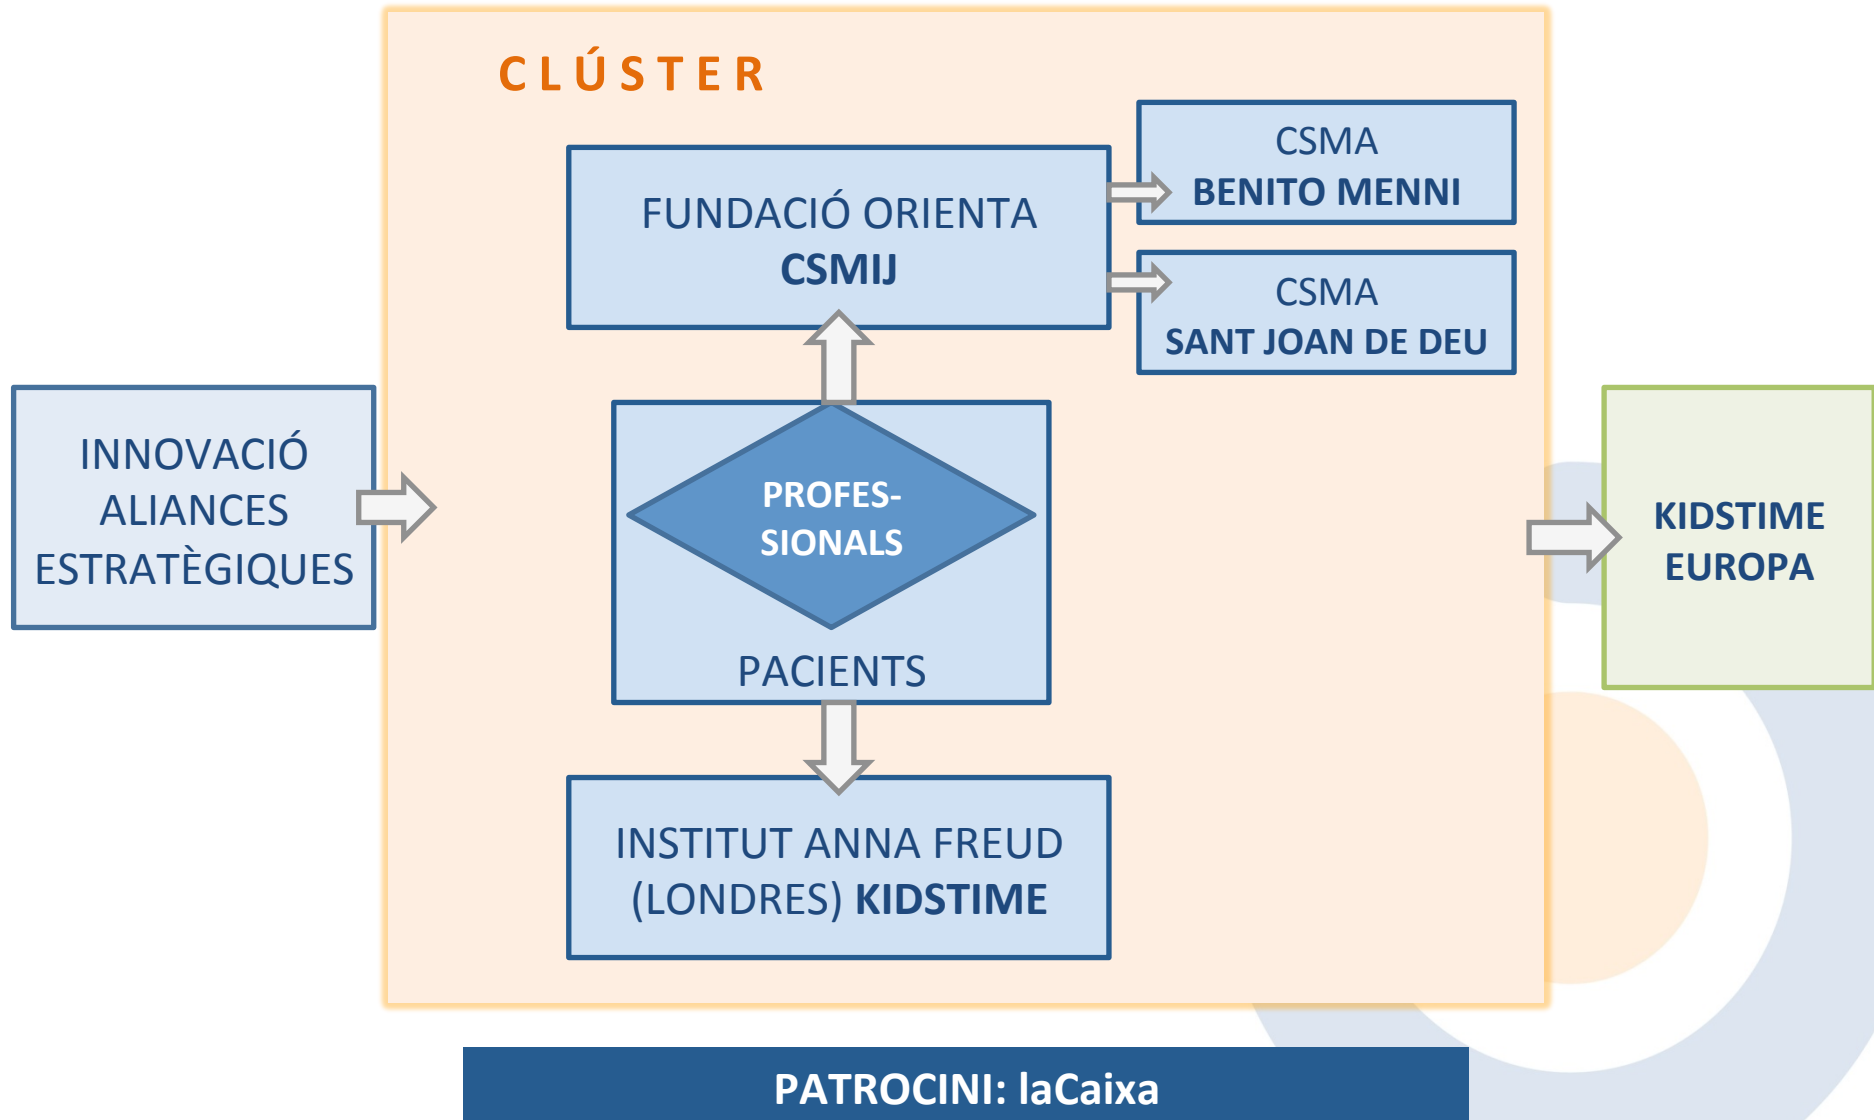 CLÚSTER
FUNDACIÓ ORIENTA
CSMIJ
CSMA
BENITO MENNI
CSMA
SANT JOAN DE DEU
INNOVACIÓ
ALIANCES
ESTRATÈGIQUES
PROFES-
SIONALS
PACIENTS
KIDSTIME
EUROPA
INSTITUT ANNA FREUD
(LONDRES) KIDSTIME
PATROCINI: laCaixa